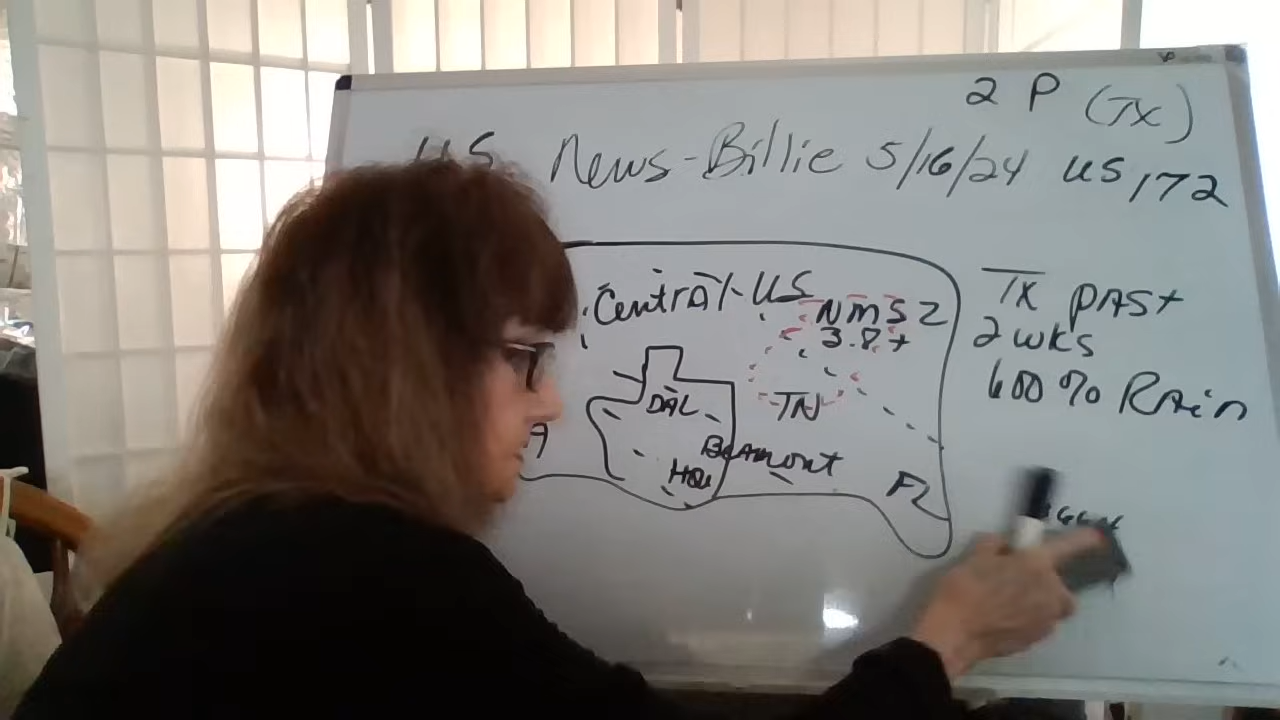 2 P (TX)
US News-Billie 5/16/24 US/172
Central-US
NMSZ
3.8+
TX PAST
2 wks
600% RAin
DAL
TN
BEAmont
HOU
FL